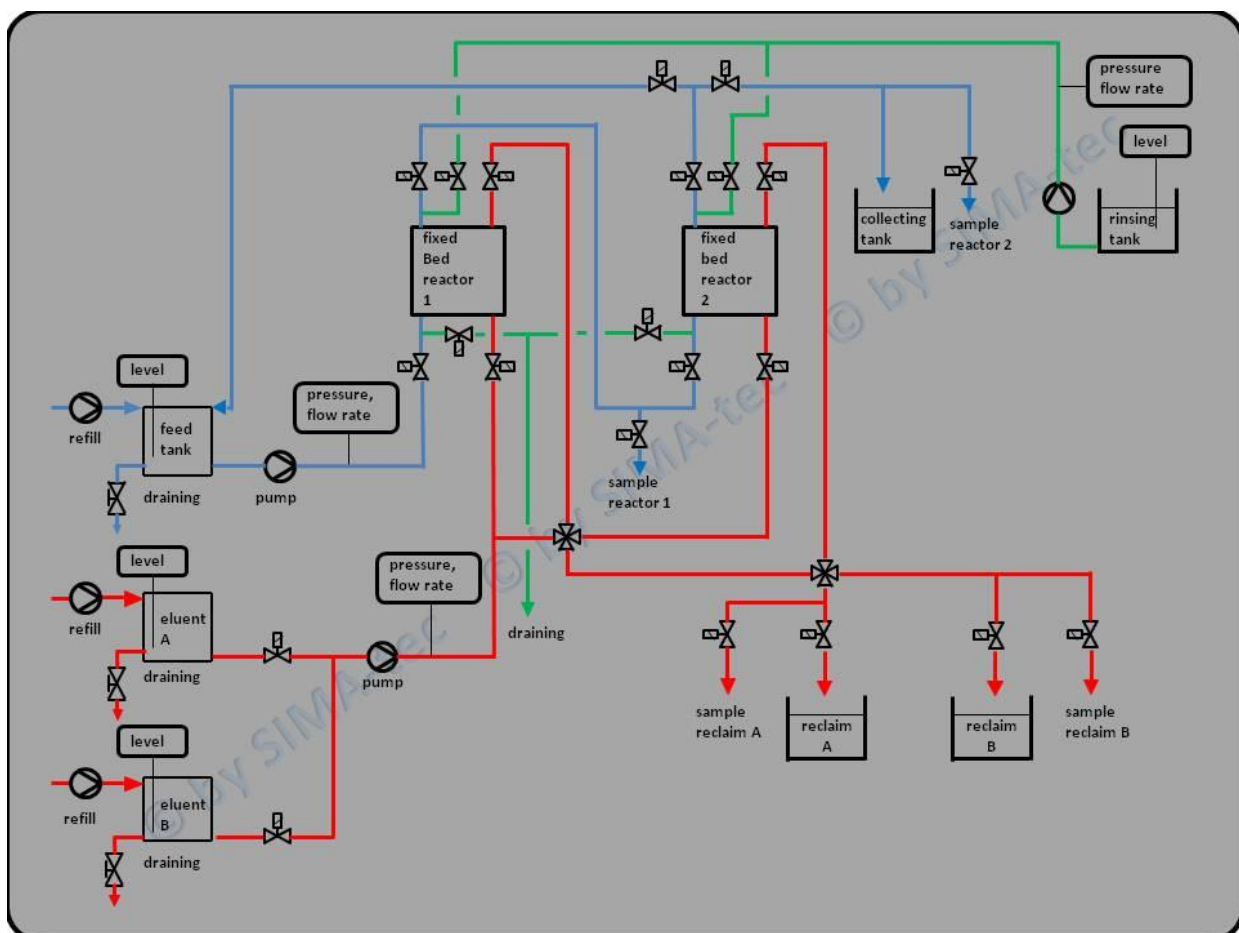 pressure
flow rate
level
collecting
tank
sample
reactor 2
rinsing
tank
fixed
Bed
reactor
1
fixed
bed
reactor
2
level
pressure,
flow rate
refill
feed
tank
draining
pump
sample
reactor 1
level
pressure,
flow rate
refill
eluent
A
draining
pump
draining
level
sample
reclaim A
reclaim
A
reclaim
B
sample
reclaim B
refill
eluent
B
draining
© by SIMA-tec © by SIMA-tec © by SIMA-tec